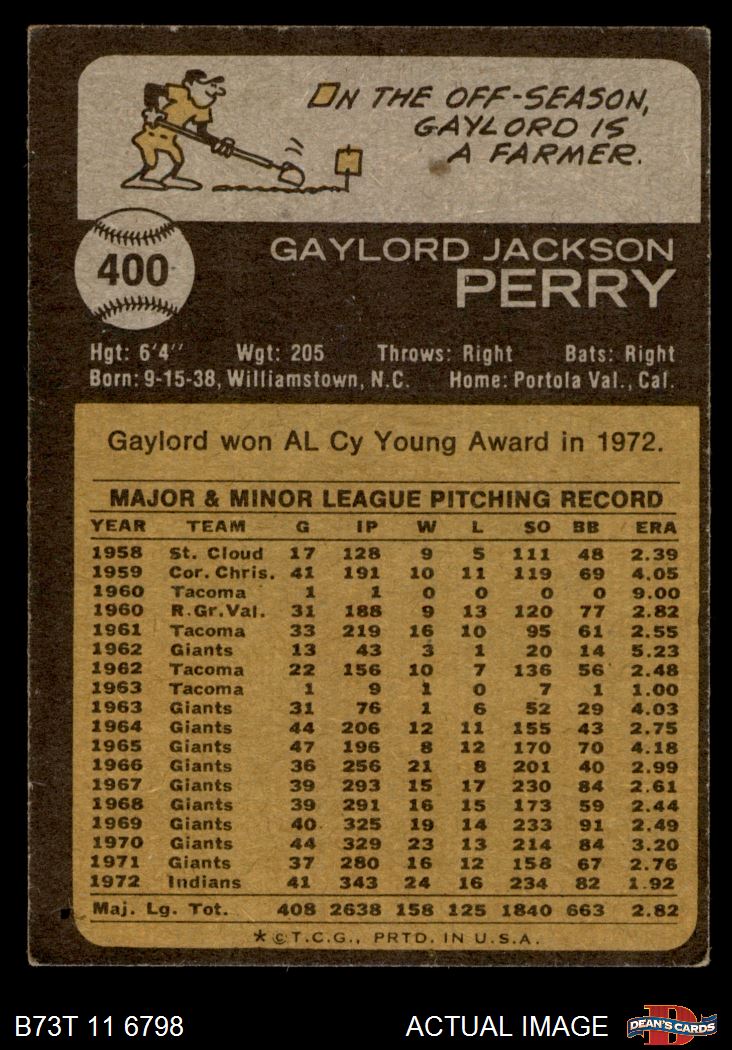 ON THE OFF-SEASON,
GAYLORD IS
A FARMER.
400
GAYLORD JACKSON
PERRY
Hgt: 6'4" Wgt: 205 Throws: Right Bats: Right
Born: 9-15-38, Williamstown, N.C. Home: Portola Val., Cal.
Gaylord won AL Cy Young Award in 1972.
MAJOR & MINOR LEAGUE PITCHING RECORD
YEAR TEAM G IP W L SO BB ERA
1958 St. Cloud 17 128 9 5 111 48 2.39
1959 Cor. Chris. 41 191 10 11 119 69 4.05
1960 Tacoma 1 1 0 0 0 0 9.00
1960 R.Gr.Val. 31 188 9 13 120 77 2.82
1961 Tacoma 33 219 16 10 95 61 2.55
1962 Giants 13 43 3 1 20 14 5.23
1962 Tacoma 22 156 10 7 136 56 2.48
1963 Tacoma 1 9 1 0 7 1 1.00
1963 Giants 31 76 1 6 52 29 4.03
1964 Giants 44 206 12 11 155 43 2.75
1965 Giants 47 196 8 12 170 70 4.18
1966 Giants 36 256 21 8 201 40 2.99
1967 Giants 39 293 15 17 230 84 2.61
1968 Giants 39 291 16 15 173 59 2.44
1969 Giants 40 325 19 14 233 91 2.49
1970 Giants 44 329 23 13 214 84 3.20
1971 Giants 37 280 16 12 158 67 2.76
1972 Indians 41 343 24 16 234 82 1.92
Maj. Lg. Tot. 408 2638 158 125 1840 663 2.82
* © T.C.G., PRTD. IN U.S.A.
B73T 11 6798 ACTUAL IMAGE D DEAN'S CARDS